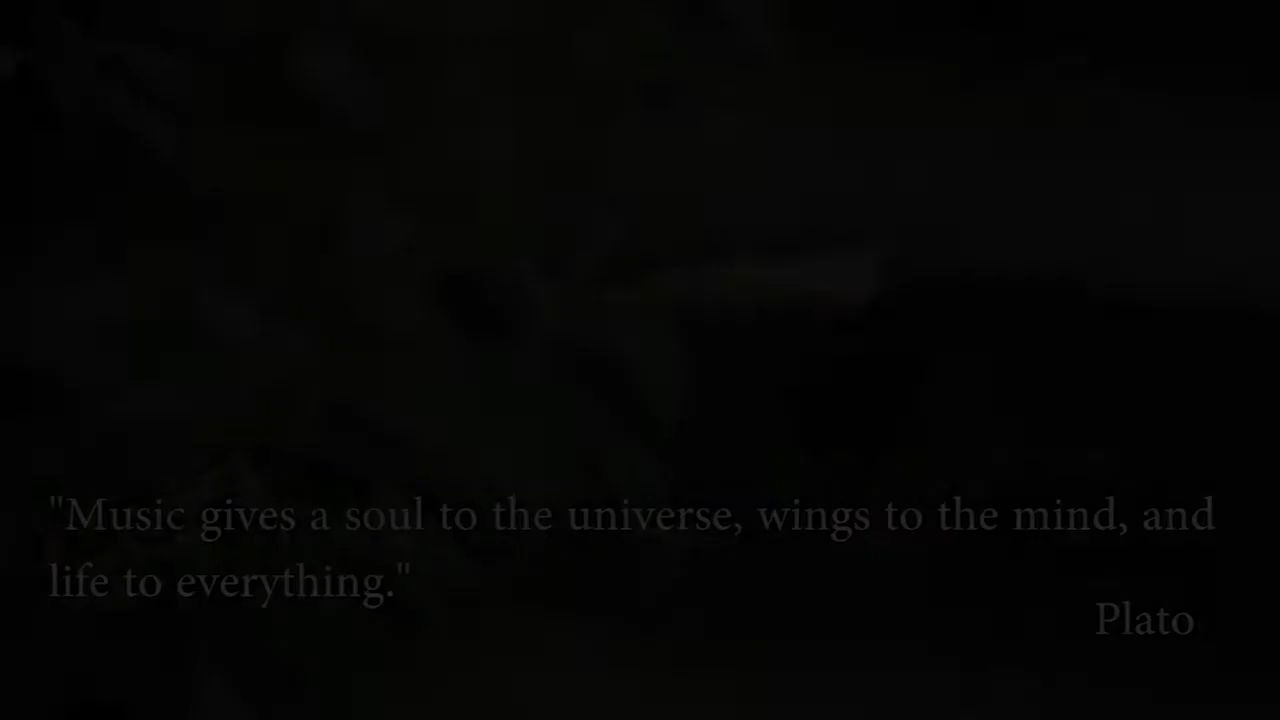 "Music gives a soul to the universe, wings to the mind, and
life to everything."
Plato